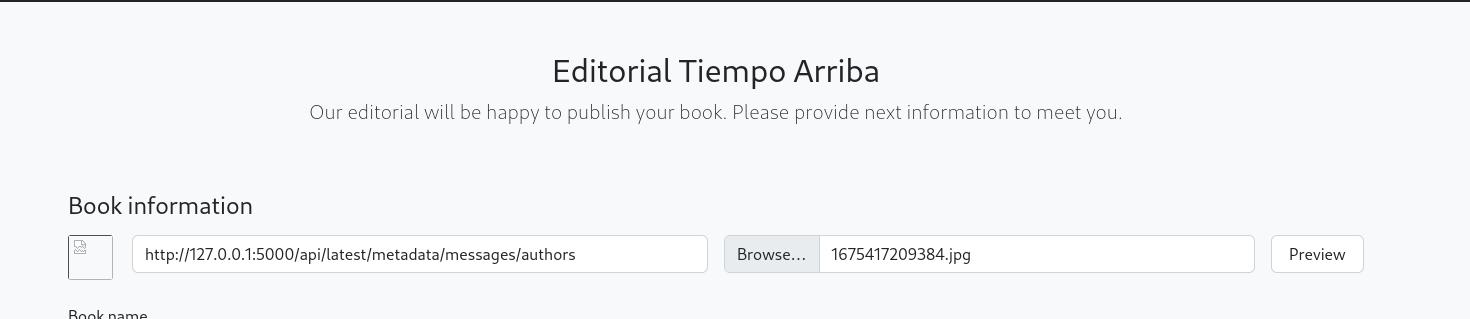 Editorial Tiempo Arriba
Our editorial will be happy to publish your book. Please provide next information to meet you.
Book information
http://127.0.0.1:5000/api/latest/metadata/messages/authors Browse... 1675417209384.jpg Preview
Book name